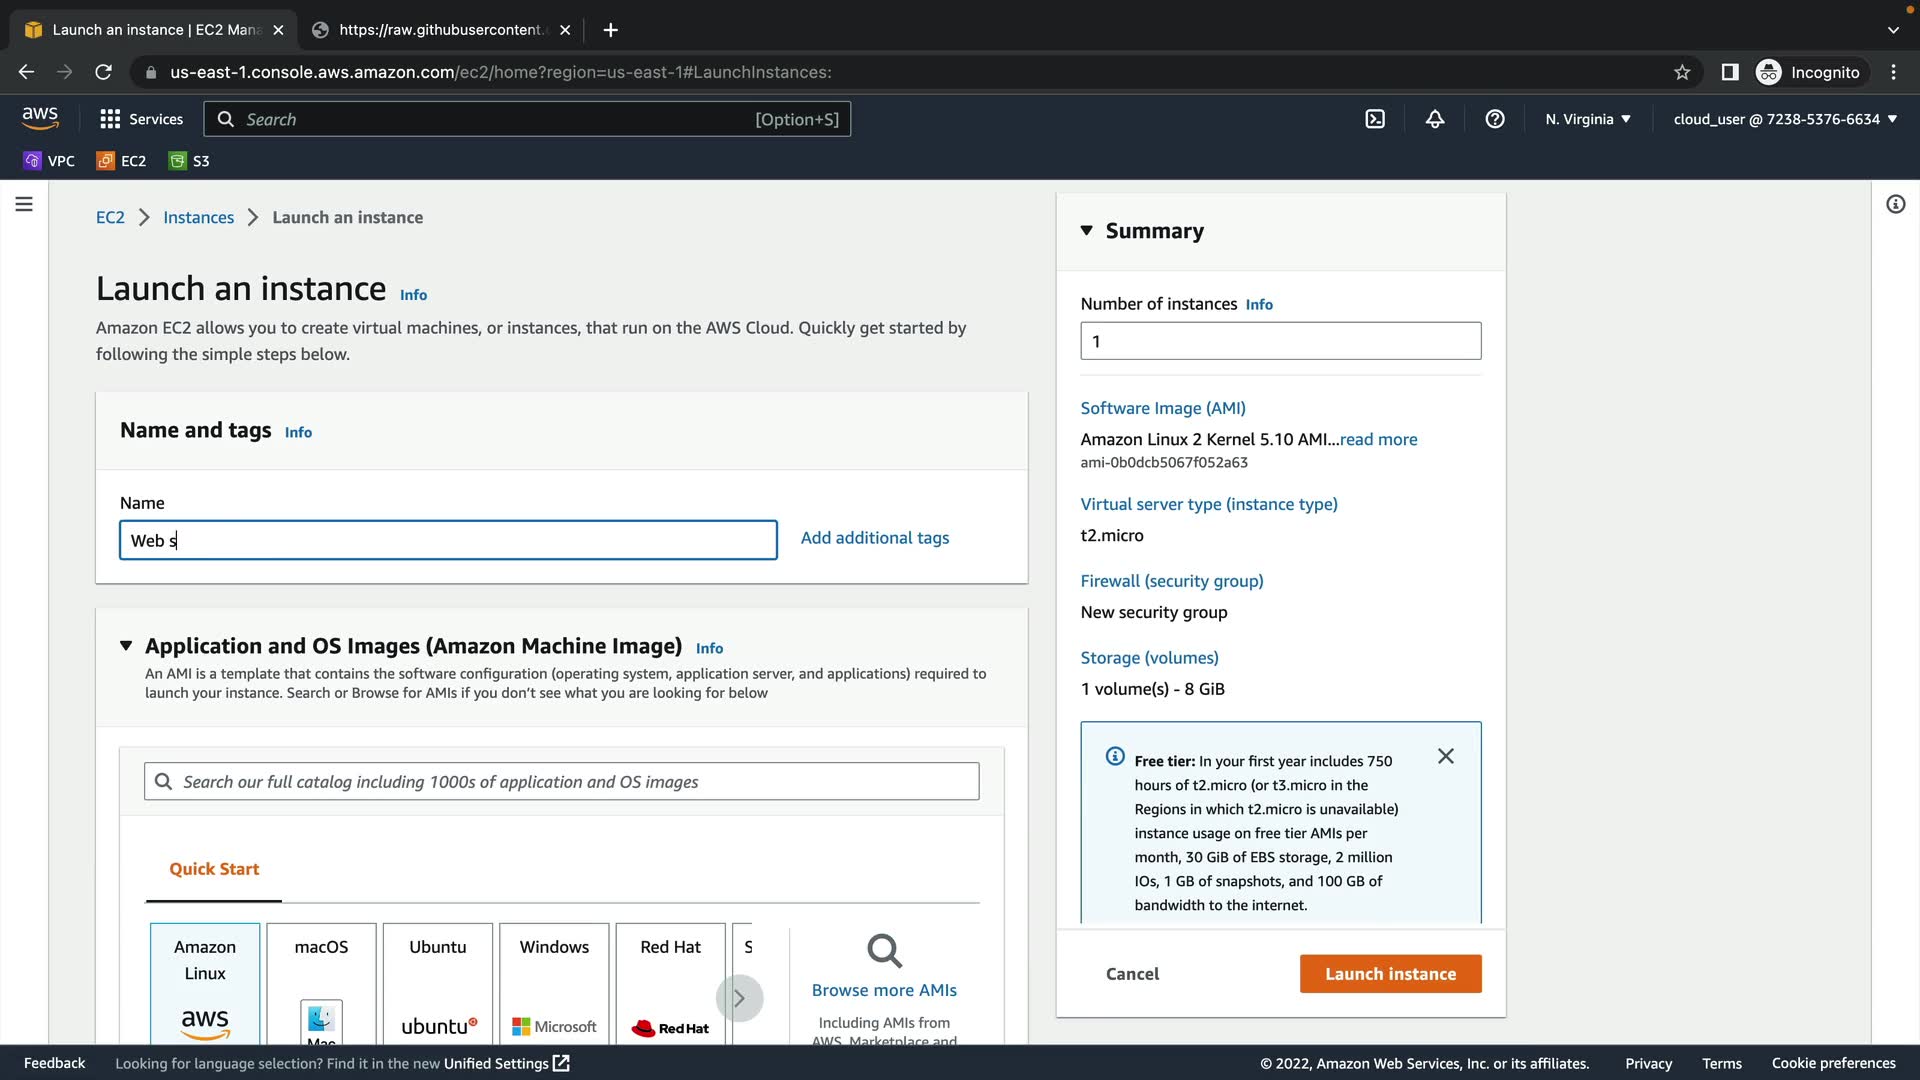 Launch an instance | EC2 Mana
https://raw.githubusercontent.
us-east-1.console.aws.amazon.com/ec2/home?region=us-east-1#LaunchInstances:
Incognito
aws
Services
Search
[Option+S]
N. Virginia
cloud_user @ 7238-5376-6634
VPC
EC2
S3
EC2
Instances
Launch an instance
Launch an instance Info
Amazon EC2 allows you to create virtual machines, or instances, that run on the AWS Cloud. Quickly get started by
following the simple steps below.
Name and tags Info
Name
Web s
Add additional tags
Application and OS Images (Amazon Machine Image) Info
An AMI is a template that contains the software configuration (operating system, application server, and applications) required to
launch your instance. Search or Browse for AMIs if you don't see what you are looking for below
Search our full catalog including 1000s of application and OS images
Quick Start
Amazon
Linux
aws
macOS
Mac
Ubuntu
ubuntu
Windows
Microsoft
Red Hat
Red Hat
S
Browse more AMIs
Including AMIs from
AWS, Marketplace and
Summary
Number of instances Info
1
Software Image (AMI)
Amazon Linux 2 Kernel 5.10 AMI...read more
ami-0b0dcb5067f052a63
Virtual server type (instance type)
t2.micro
Firewall (security group)
New security group
Storage (volumes)
1 volume(s) - 8 GiB
Free tier: In your first year includes 750
hours of t2.micro (or t3.micro in the
Regions in which t2.micro is unavailable)
instance usage on free tier AMIs per
month, 30 GiB of EBS storage, 2 million
IOs, 1 GB of snapshots, and 100 GB of
bandwidth to the internet.
Cancel
Launch instance
Feedback
Looking for language selection? Find it in the new Unified Settings
© 2022, Amazon Web Services, Inc. or its affiliates.
Privacy
Terms
Cookie preferences